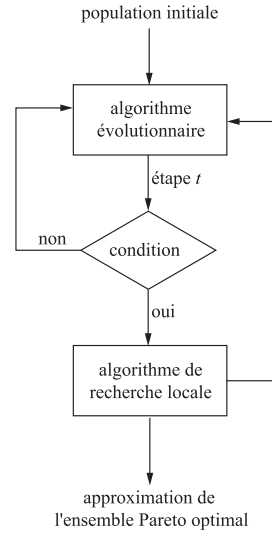 population initiale
algorithme
évolutionnaire
étape t
condition
non
oui
algorithme de
recherche locale
approximation de
l'ensemble Pareto optimal